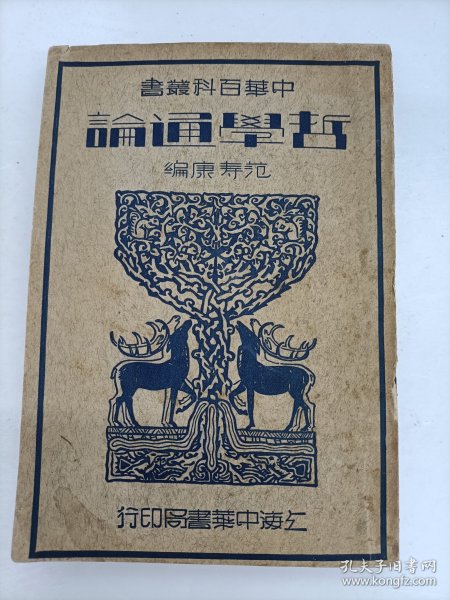 中華百科叢書
哲學通論
范寿康編
上海中華書局印行
孔夫子旧书网
www.kongfz.com